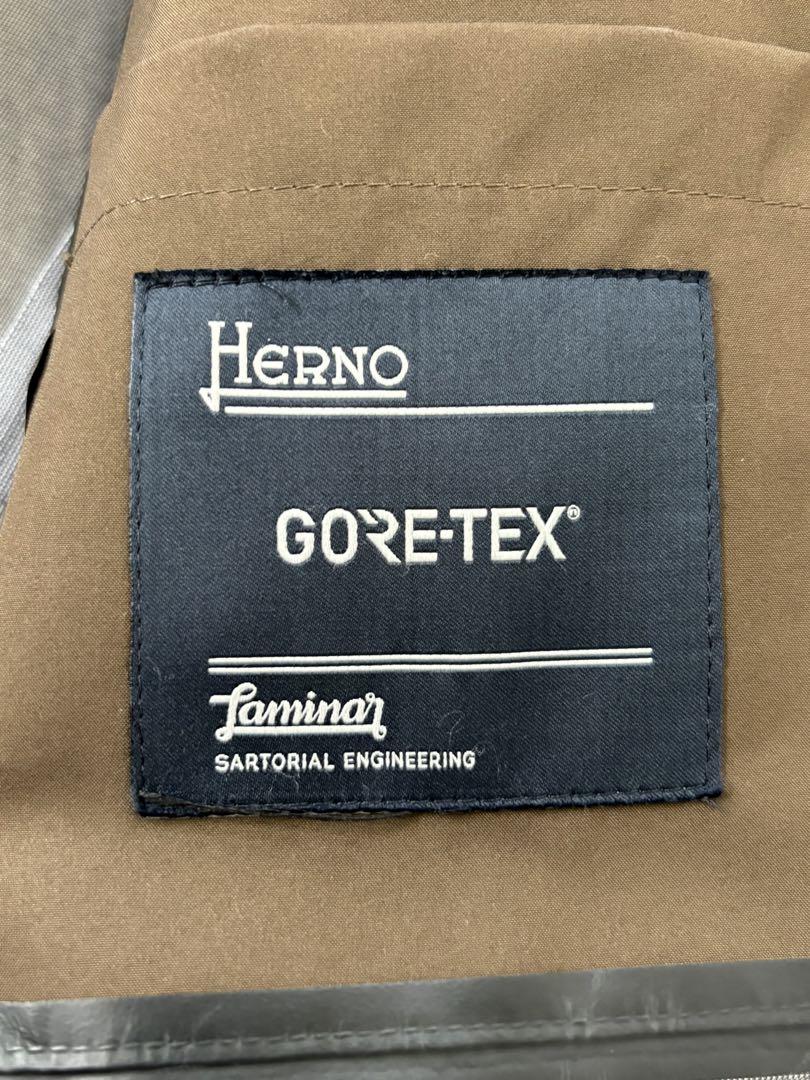 HERNO
GORE-TEX®
Laminar
SARTORIAL ENGINEERING